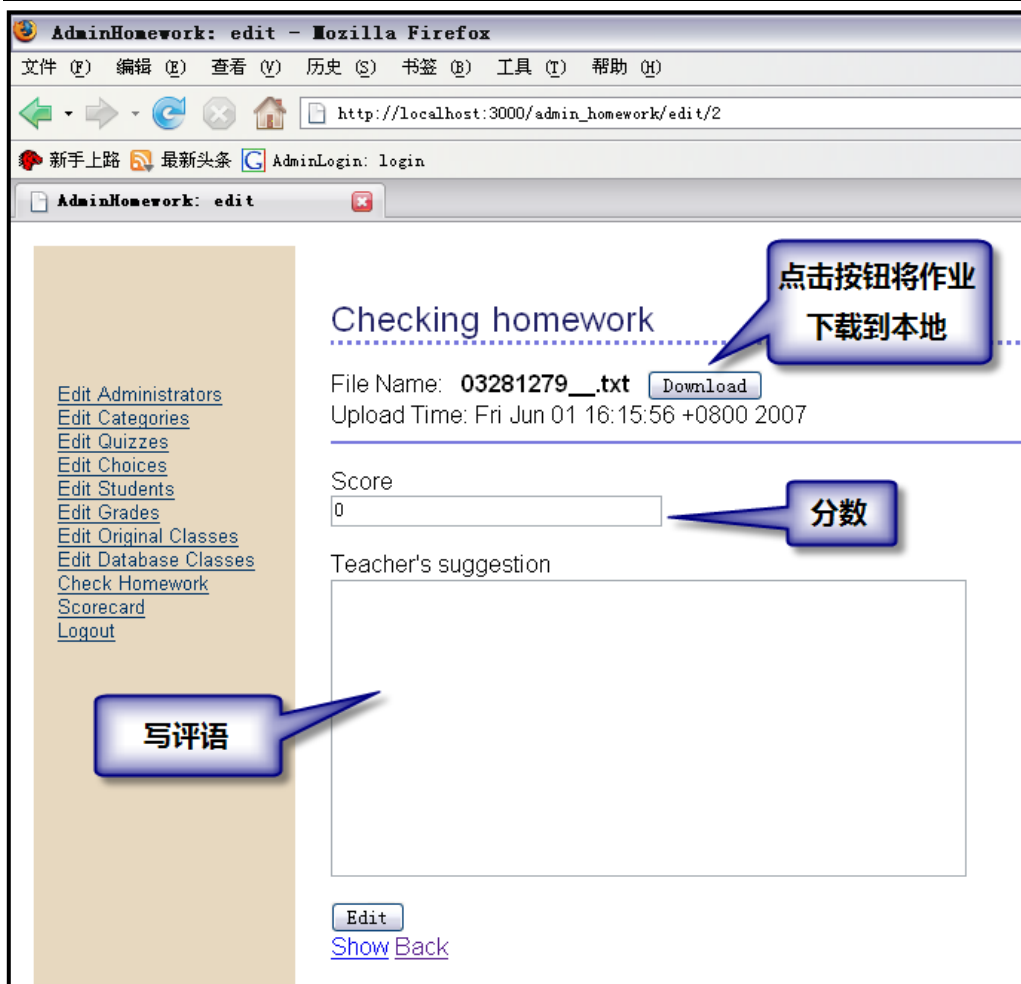 AdminHomework: edit - Mozilla Firefox
文件 (F) 编辑 (E) 查看 (V) 历史 (S) 书签 (B) 工具 (T) 帮助 (H)
http://localhost:3000/admin_homework/edit/2
新手上路 最新头条 AdminLogin: login
AdminHomework: edit
点击按钮将作业
下载到本地
Checking homework
File Name: 03281279__.txt Download
Upload Time: Fri Jun 01 16:15:56 +0800 2007
Edit Administrators
Edit Categories
Edit Quizzes
Edit Choices
Edit Students
Edit Grades
Edit Original Classes
Edit Database Classes
Check Homework
Scorecard
Logout
Score
0
分数
Teacher's suggestion
写评语
Edit
Show Back